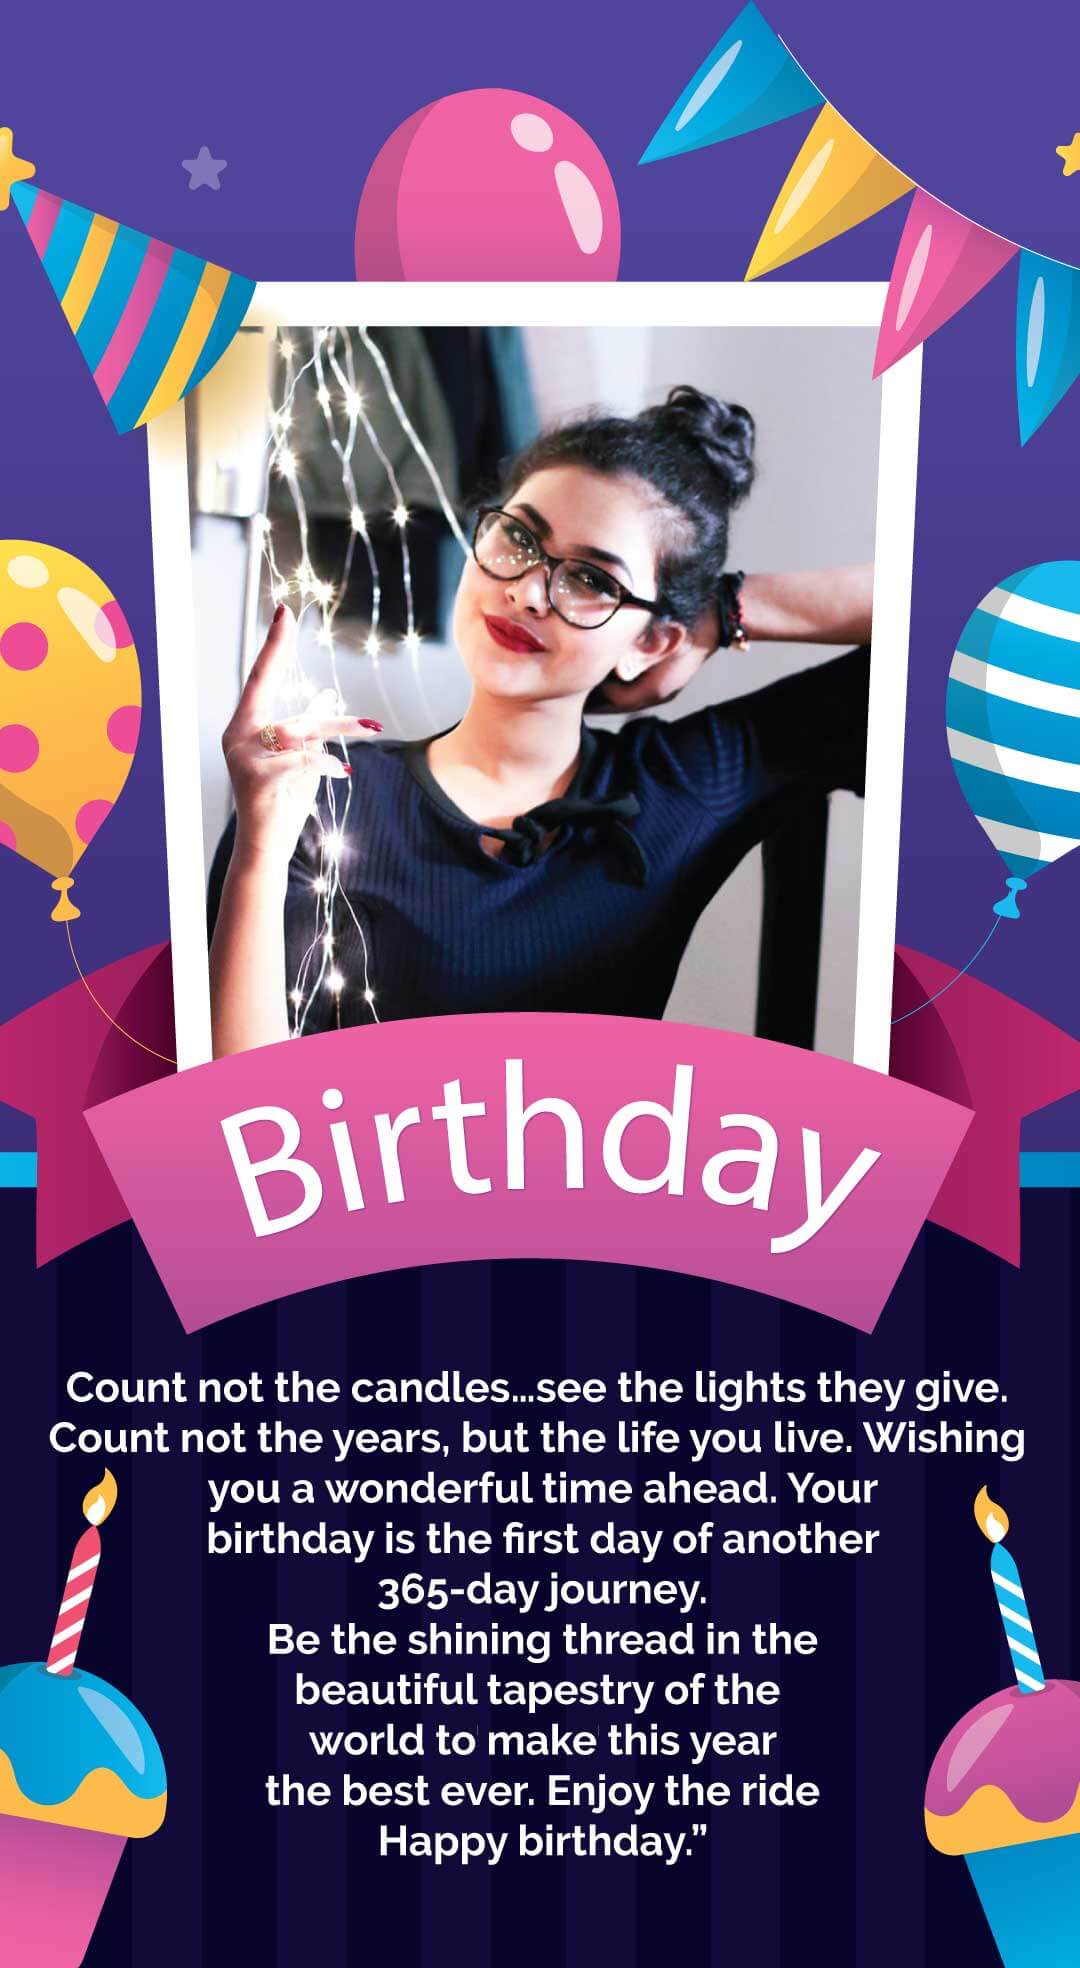 Birthday
Count not the candles...see the lights they give.
Count not the years, but the life you live. Wishing
you a wonderful time ahead. Your
birthday is the first day of another
365-day journey.
Be the shining thread in the
beautiful tapestry of the
world to make this year
the best ever. Enjoy the ride
Happy birthday.”